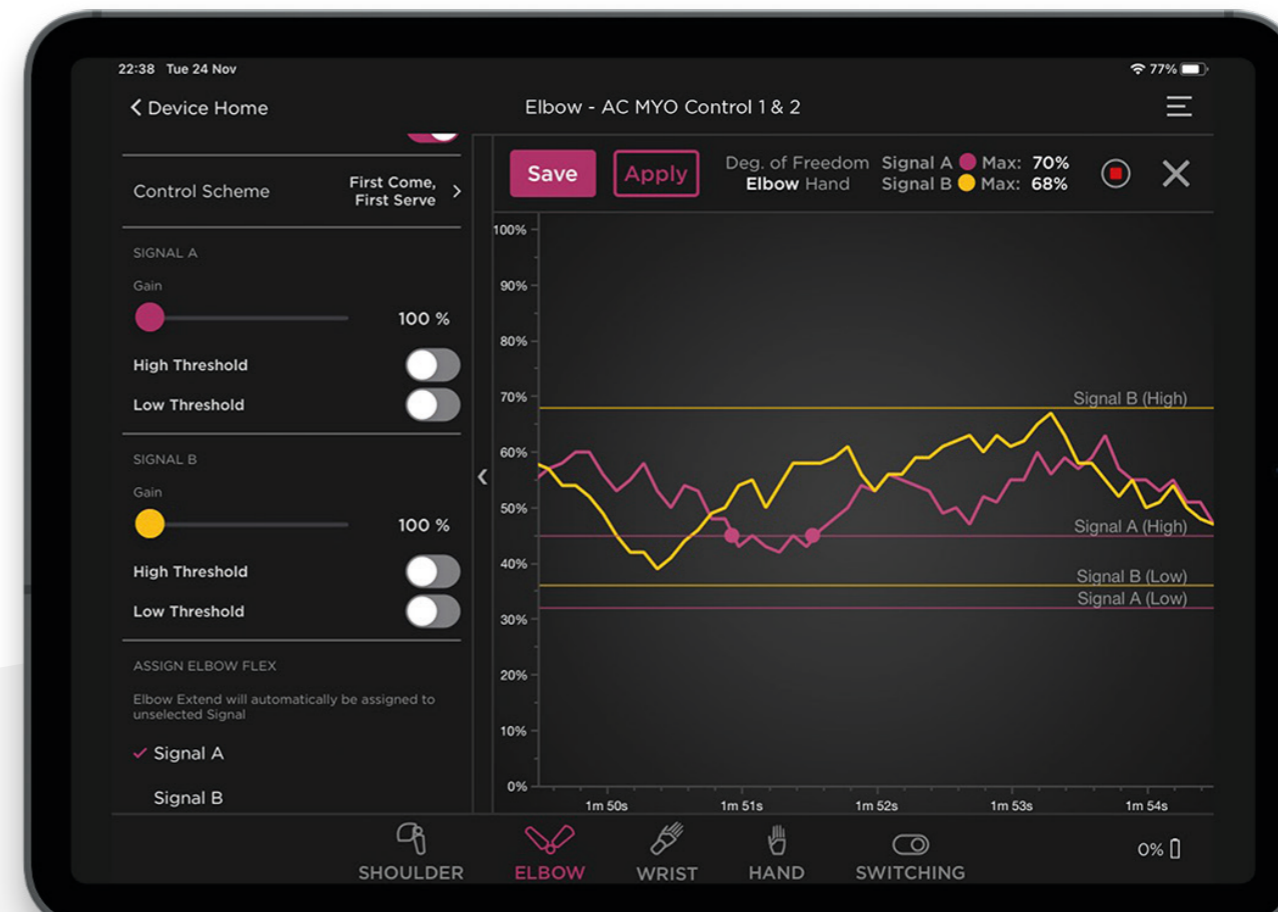 22:38 Tue 24 Nov
77%
Device Home
Elbow - AC MYO Control 1 & 2
Control Scheme
First Come,
First Serve
SIGNAL A
Gain
100 %
High Threshold
Low Threshold
SIGNAL B
Gain
100 %
High Threshold
Low Threshold
ASSIGN ELBOW FLEX
Elbow Extend will automatically be assigned to
unselected Signal
Signal A
Signal B
Save
Apply
Deg. of Freedom
Elbow Hand
Signal A Max: 70%
Signal B Max: 68%
100%
90%
80%
70%
60%
50%
40%
30%
20%
10%
0%
Signal B (High)
Signal A (High)
Signal B (Low)
Signal A (Low)
1m 50s
1m 51s
1m 52s
1m 53s
1m 54s
SHOULDER
ELBOW
WRIST
HAND
SWITCHING
0%